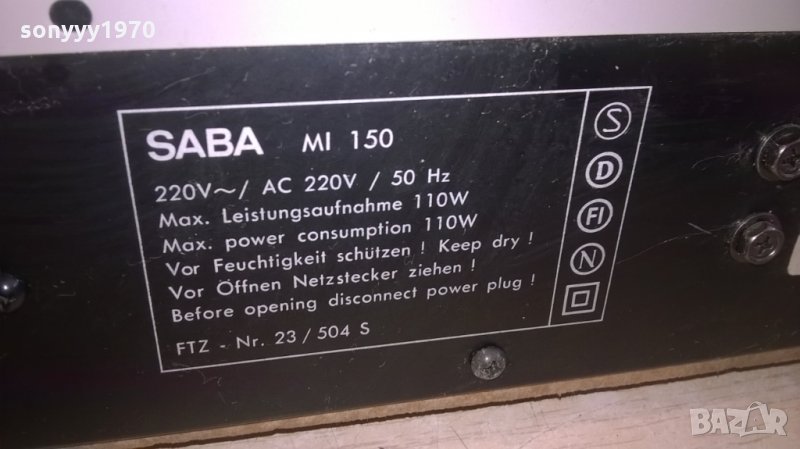 sonyyy1970
SABA MI 150
220V~/ AC 220V / 50 Hz
Max. Leistungsaufnahme 110W
Max. power consumption 110W
Vor Feuchtigkeit schützen ! Keep dry !
Vor Öffnen Netzstecker ziehen !
Before opening disconnect power plug !
FTZ - Nr. 23 / 504 S
S
D
FI
N
BAZAR